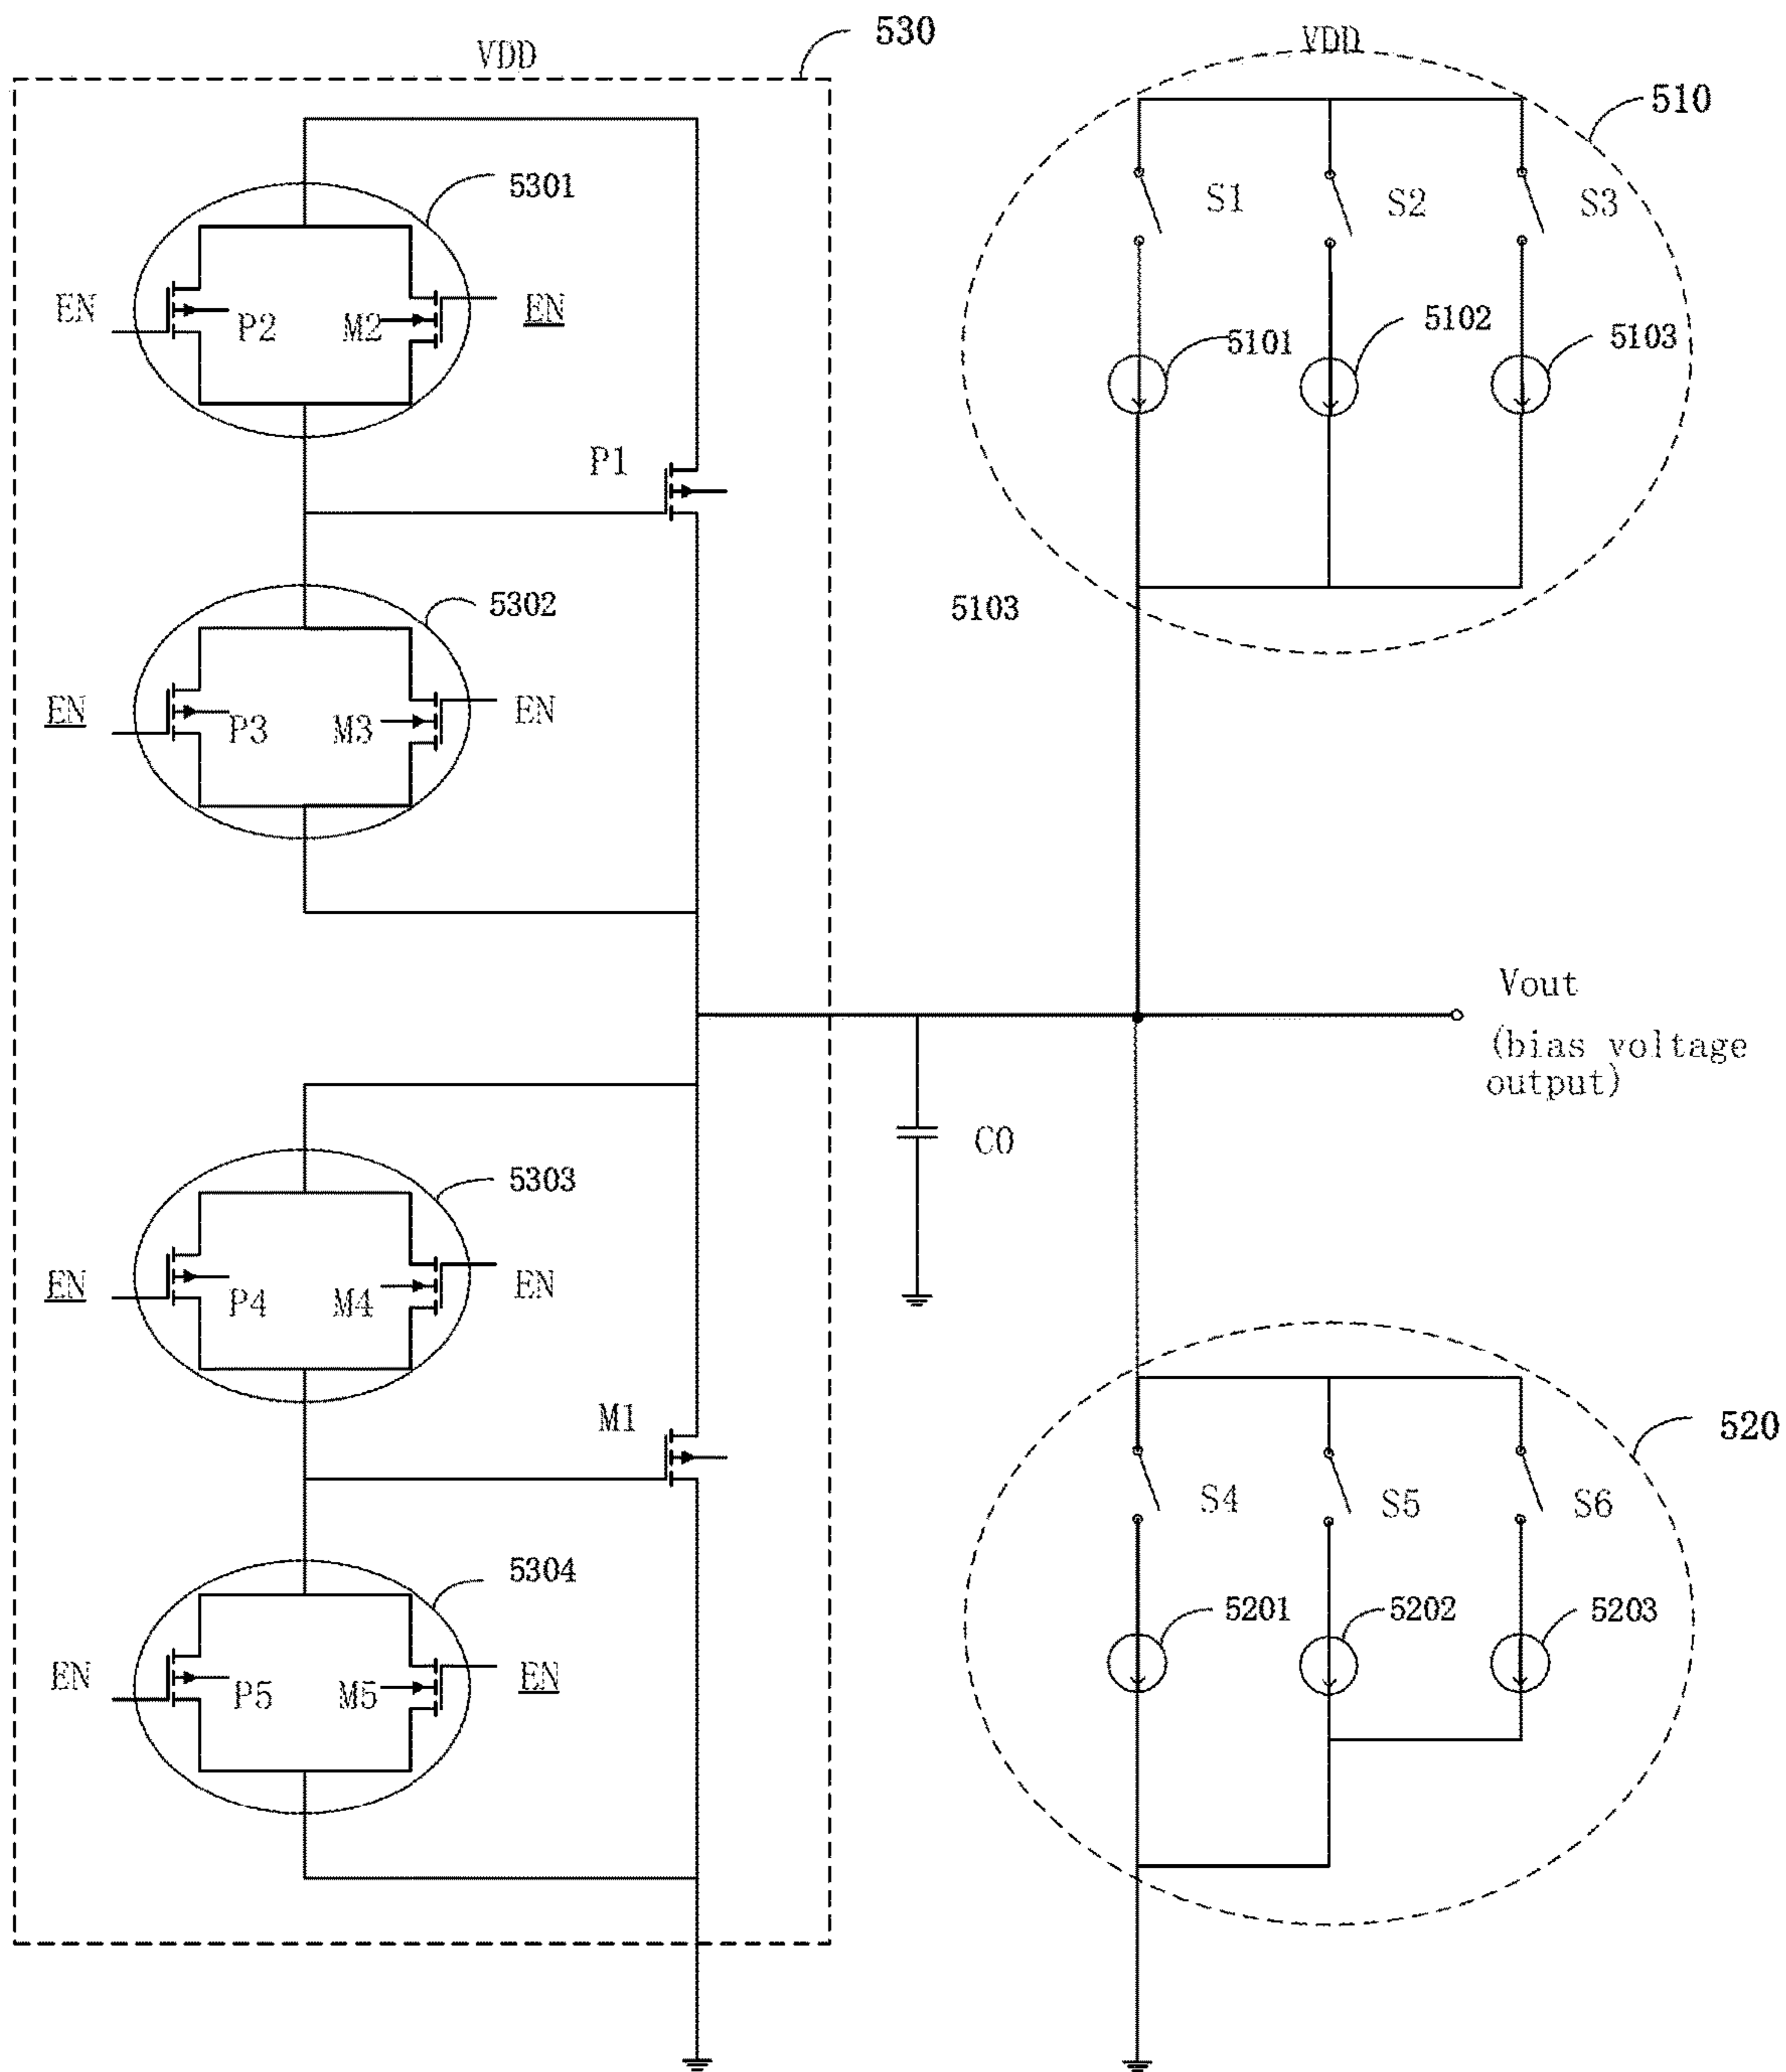 530
VDD
VDD
510
5301
S1
S2
S3
EN
P2
M2
EN
5101
5102
5103
P1
5302
5103
EN
P3
M3
EN
Vout
(bias voltage
output)
C0
5303
EN
P4
M4
EN
M1
520
S4
S5
S6
5304
5201
5202
5203
EN
P5
M5
EN